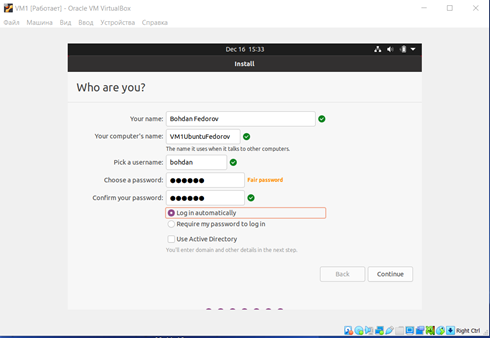 VM1 [Работает] - Oracle VM VirtualBox
Файл Машина Вид Ввод Устройства Справка
Dec 16 15:33
Install
Who are you?
Your name: Bohdan Fedorov
Your computer's name: VM1UbuntuFedorov
The name it uses when it talks to other computers.
Pick a username: bohdan
Choose a password: ●●●●●● Fair password
Confirm your password: ●●●●●●
Log in automatically
Require my password to log in
Use Active Directory
You'll enter domain and other details in the next step.
Back Continue
Right Ctrl